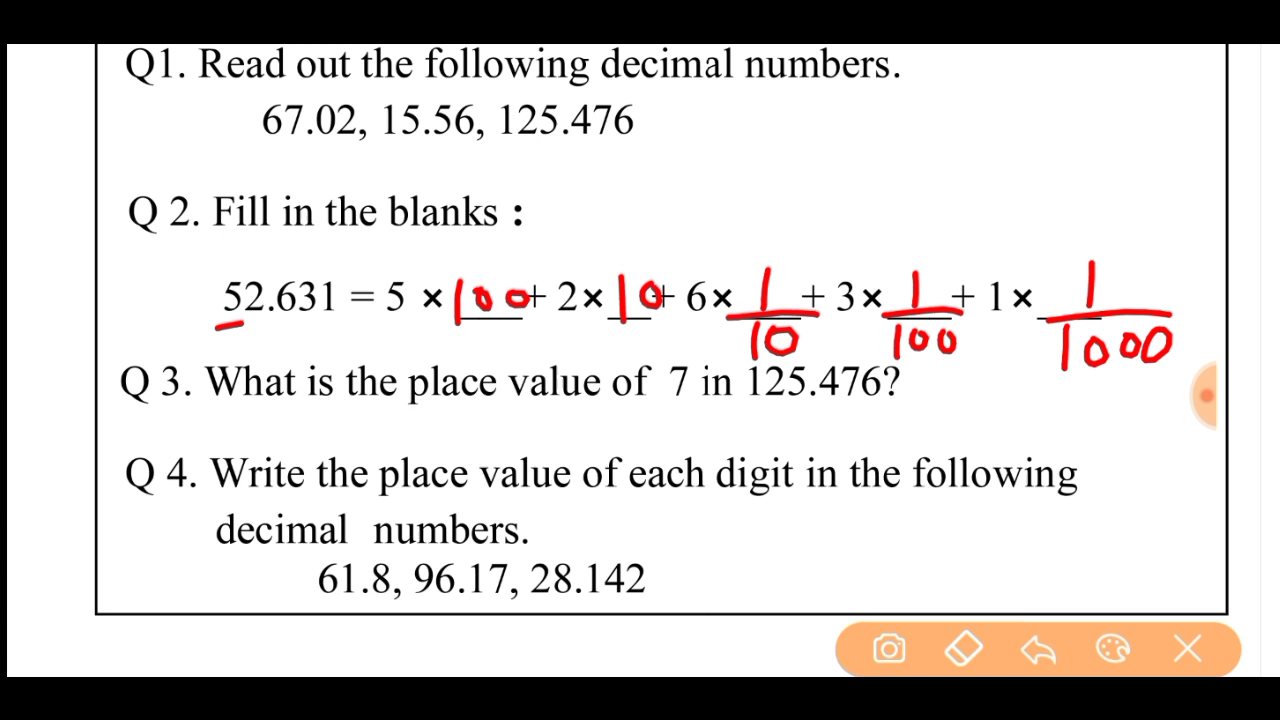 Q1. Read out the following decimal numbers.
67.02, 15.56, 125.476
Q 2. Fill in the blanks :
52.631 = 5 × 100 + 2 × 10 + 6 × 1/10 + 3 × 1/100 + 1 × 1/1000
Q 3. What is the place value of 7 in 125.476?
Q 4. Write the place value of each digit in the following
decimal numbers.
61.8, 96.17, 28.142